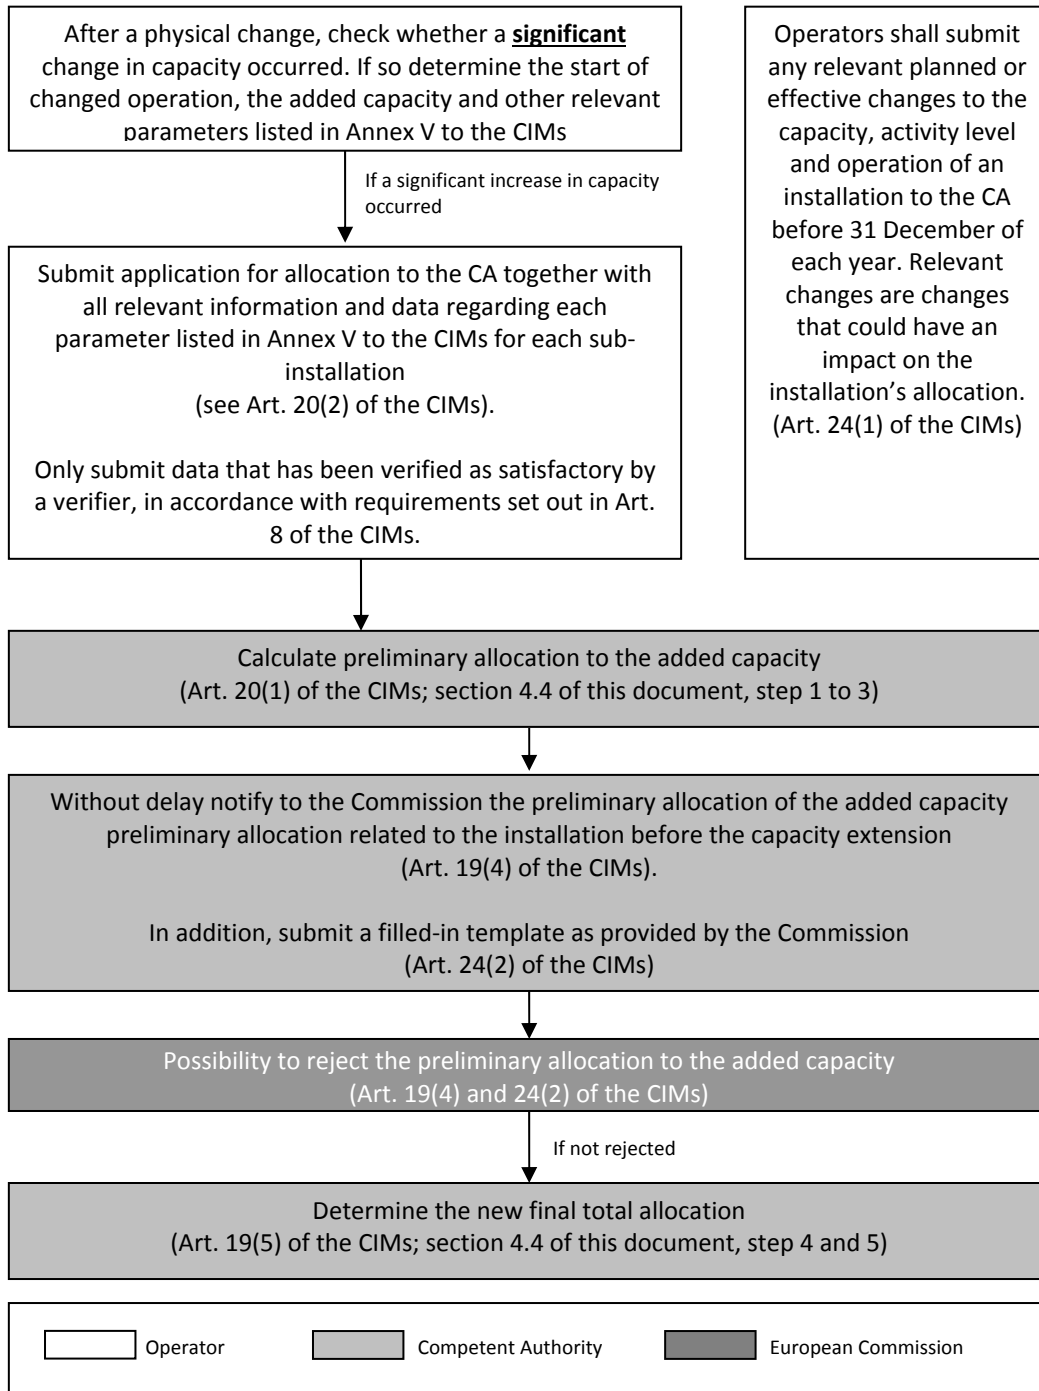 After a physical change, check whether a significant
change in capacity occurred. If so determine the start of
changed operation, the added capacity and other relevant
parameters listed in Annex V to the CIMs
If a significant increase in capacity
occurred
Submit application for allocation to the CA together with
all relevant information and data regarding each
parameter listed in Annex V to the CIMs for each sub-
installation
(see Art. 20(2) of the CIMs).
Only submit data that has been verified as satisfactory by
a verifier, in accordance with requirements set out in Art.
8 of the CIMs.
Operators shall submit
any relevant planned or
effective changes to the
capacity, activity level
and operation of an
installation to the CA
before 31 December of
each year. Relevant
changes are changes
that could have an
impact on the
installation’s allocation.
(Art. 24(1) of the CIMs)
Calculate preliminary allocation to the added capacity
(Art. 20(1) of the CIMs; section 4.4 of this document, step 1 to 3)
Without delay notify to the Commission the preliminary allocation of the added capacity
preliminary allocation related to the installation before the capacity extension
(Art. 19(4) of the CIMs).
In addition, submit a filled-in template as provided by the Commission
(Art. 24(2) of the CIMs)
Possibility to reject the preliminary allocation to the added capacity
(Art. 19(4) and 24(2) of the CIMs)
If not rejected
Determine the new final total allocation
(Art. 19(5) of the CIMs; section 4.4 of this document, step 4 and 5)
Operator
Competent Authority
European Commission